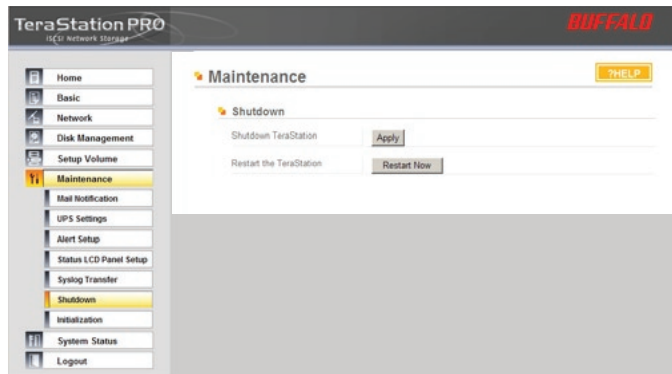 TeraStation PRO
iSCSI Network Storage
BUFFALO
Home
Basic
Network
Disk Management
Setup Volume
Maintenance
Mail Notification
UPS Settings
Alert Setup
Status LCD Panel Setup
Syslog Transfer
Shutdown
Initialization
System Status
Logout
Maintenance
?HELP
Shutdown
Shutdown TeraStation
Apply
Restart the TeraStation
Restart Now